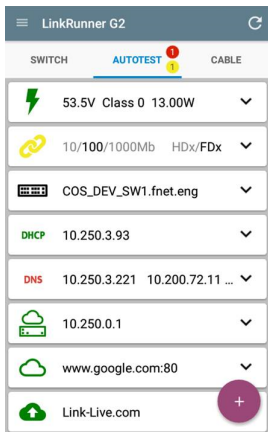 LinkRunner G2
SWITCH AUTOTEST 1 1 CABLE
53.5V Class 0 13.00W
10/100/1000Mb HDx/FDx
COS_DEV_SW1.fnet.eng
DHCP 10.250.3.93
DNS 10.250.3.221 10.200.72.11 ...
10.250.0.1
www.google.com:80
Link-Live.com
+